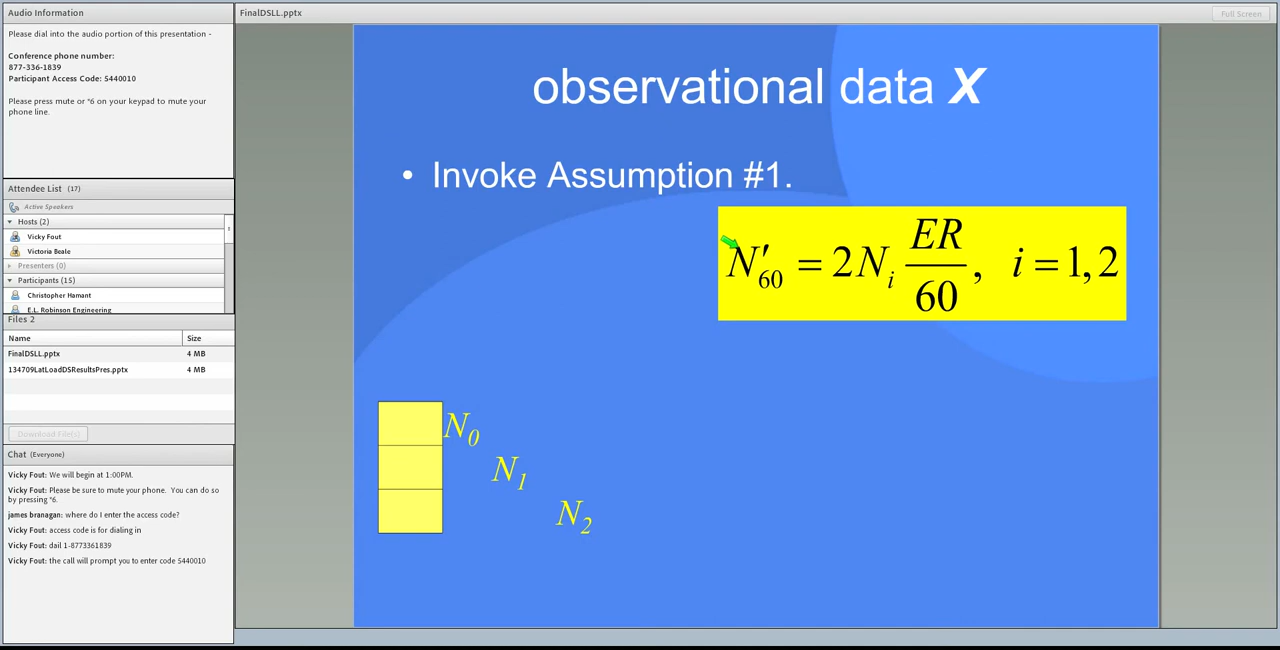 Audio Information
Please dial into the audio portion of this presentation -
Conference phone number:
877-336-1839
Participant Access Code: 5440010
Please press mute or *6 on your keypad to mute your
phone line.
Attendee List (17)
Active Speakers
Hosts (2)
Vicky Fout
Victoria Beale
Presenters (0)
Participants (15)
Christopher Hamant
E.L. Robinson Engineering
Files 2
Name Size
FinalDSLL.pptx 4 MB
134709LatLoadDSResultsPres.pptx 4 MB
Download File(s)
Chat (Everyone)
Vicky Fout: We will begin at 1:00PM.
Vicky Fout: Please be sure to mute your phone. You can do so
by pressing *6.
james branagan: where do I enter the access code?
Vicky Fout: access code is for dialing in
Vicky Fout: dail 1-8773361839
Vicky Fout: the call will prompt you to enter code 5440010
FinalDSLL.pptx
Full Screen
observational data X
• Invoke Assumption #1.
N′₆₀ = 2Nᵢ ER/60, i = 1, 2
N₀
N₁
N₂